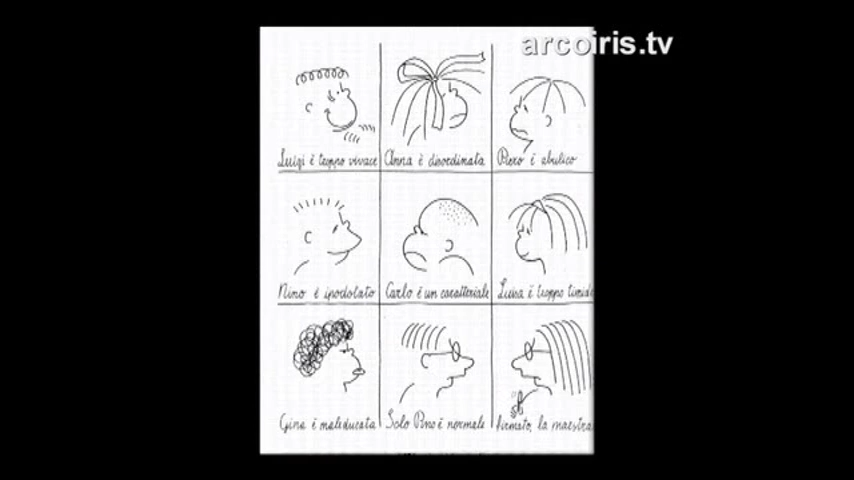 arcoiris.tv
Luigi è troppo vivace
Anna è disordinata
Piero è abulico
Nino è ipodotato
Carlo è un caratteriale
Luisa è troppo timida
Gina è maleducata
Solo Pino è normale
firmato, la maestra